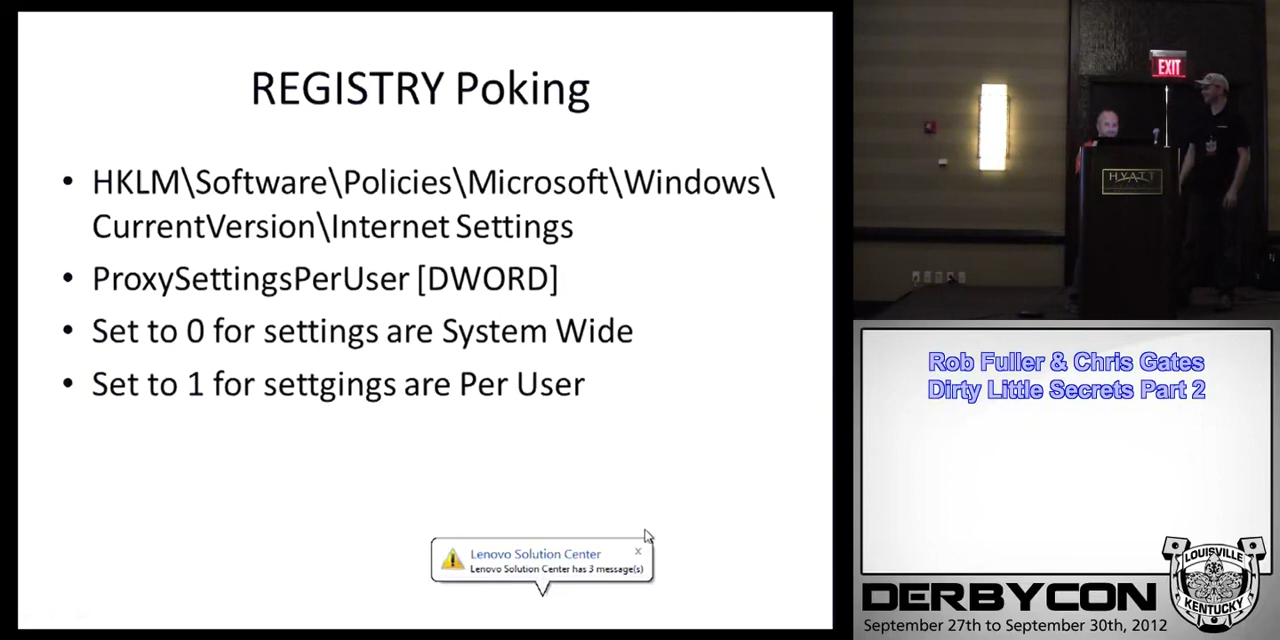 REGISTRY Poking
• HKLM\Software\Policies\Microsoft\Windows\
CurrentVersion\Internet Settings
• ProxySettingsPerUser [DWORD]
• Set to 0 for settings are System Wide
• Set to 1 for settgings are Per User
Lenovo Solution Center
x
Lenovo Solution Center has 3 message(s)
EXIT
HYATT
Rob Fuller & Chris Gates
Dirty Little Secrets Part 2
LOUISVILLE
KENTUCKY
DERBYCON
September 27th to September 30th, 2012